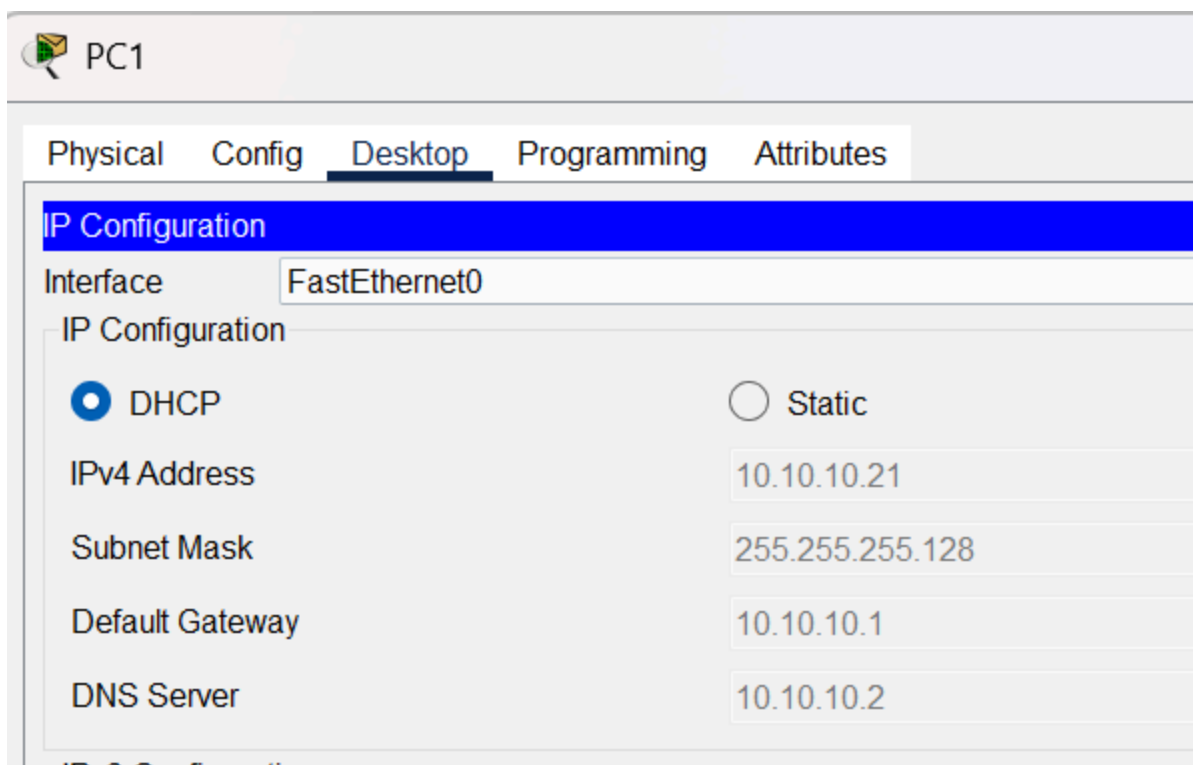 PC1
Physical Config Desktop Programming Attributes
IP Configuration
Interface FastEthernet0
IP Configuration
DHCP Static
IPv4 Address 10.10.10.21
Subnet Mask 255.255.255.128
Default Gateway 10.10.10.1
DNS Server 10.10.10.2